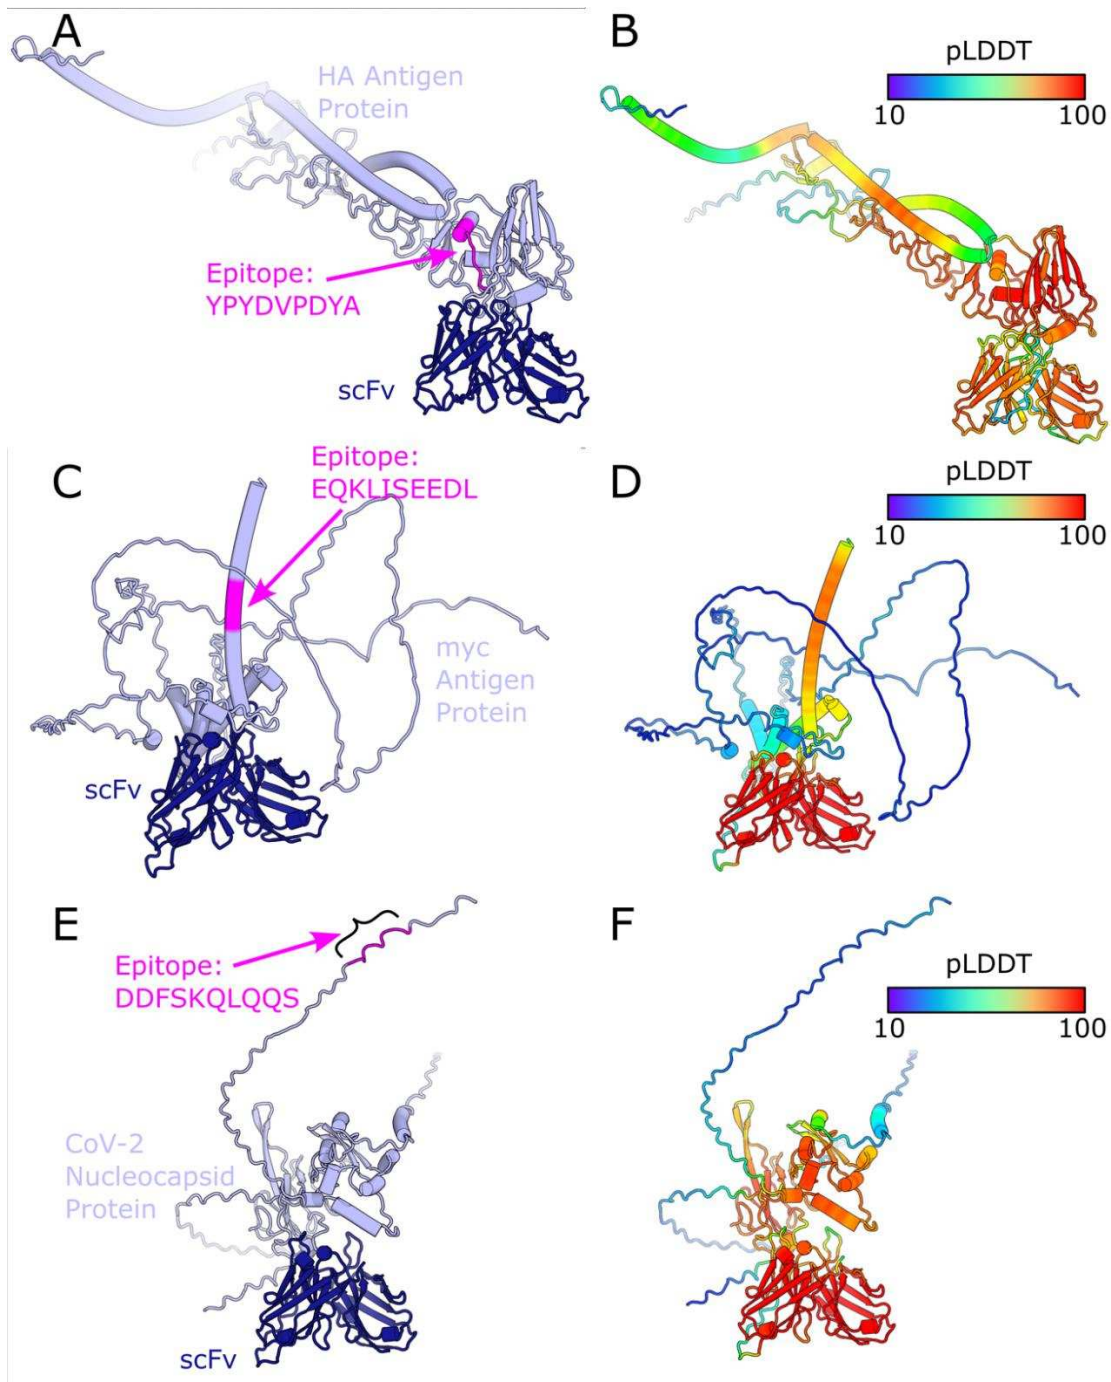 A
HA Antigen
Protein
Epitope:
YPYDVPDYA
scFv
B
pLDDT
10 100
C
Epitope:
EQKLISEEDL
myc
Antigen
Protein
scFv
D
pLDDT
10 100
E
Epitope:
DDFSKQLQQS
CoV-2
Nucleocapsid
Protein
scFv
F
pLDDT
10 100